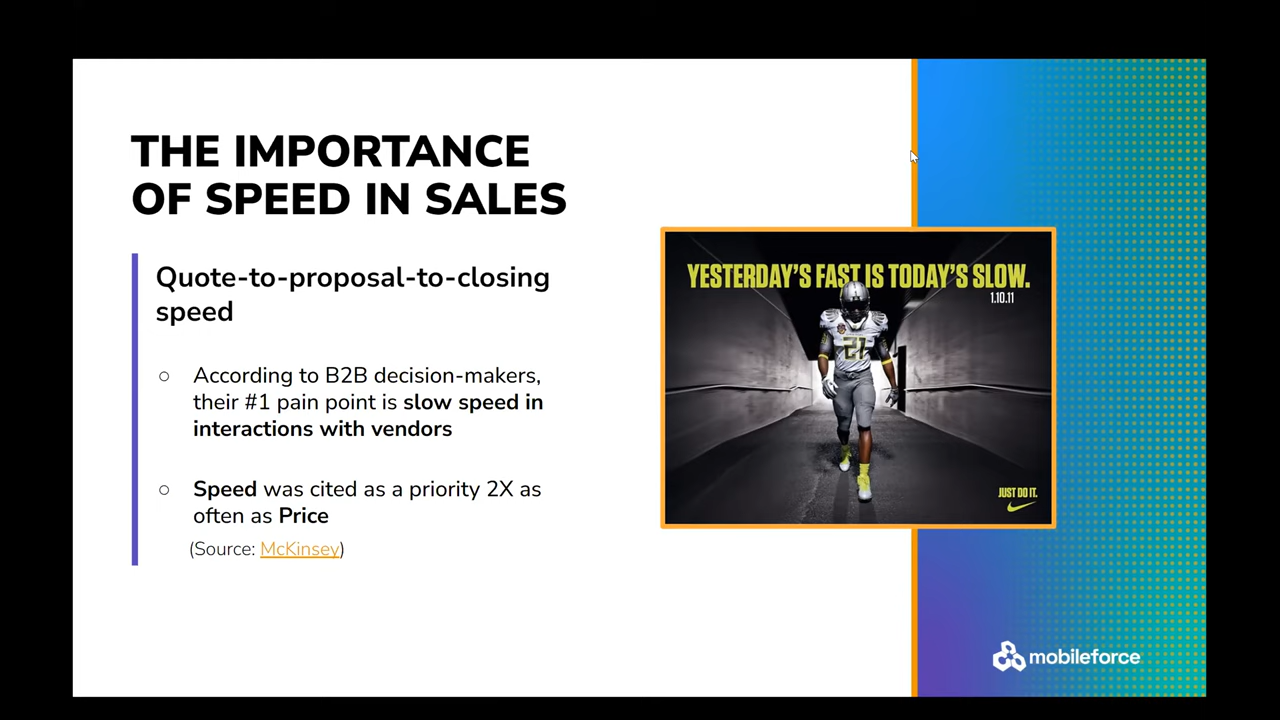 THE IMPORTANCE
OF SPEED IN SALES
Quote-to-proposal-to-closing
speed
○ According to B2B decision-makers,
their #1 pain point is slow speed in
interactions with vendors
○ Speed was cited as a priority 2X as
often as Price
(Source: McKinsey)
YESTERDAY'S FAST IS TODAY'S SLOW.
1.10.11
21
JUST DO IT.
mobileforce